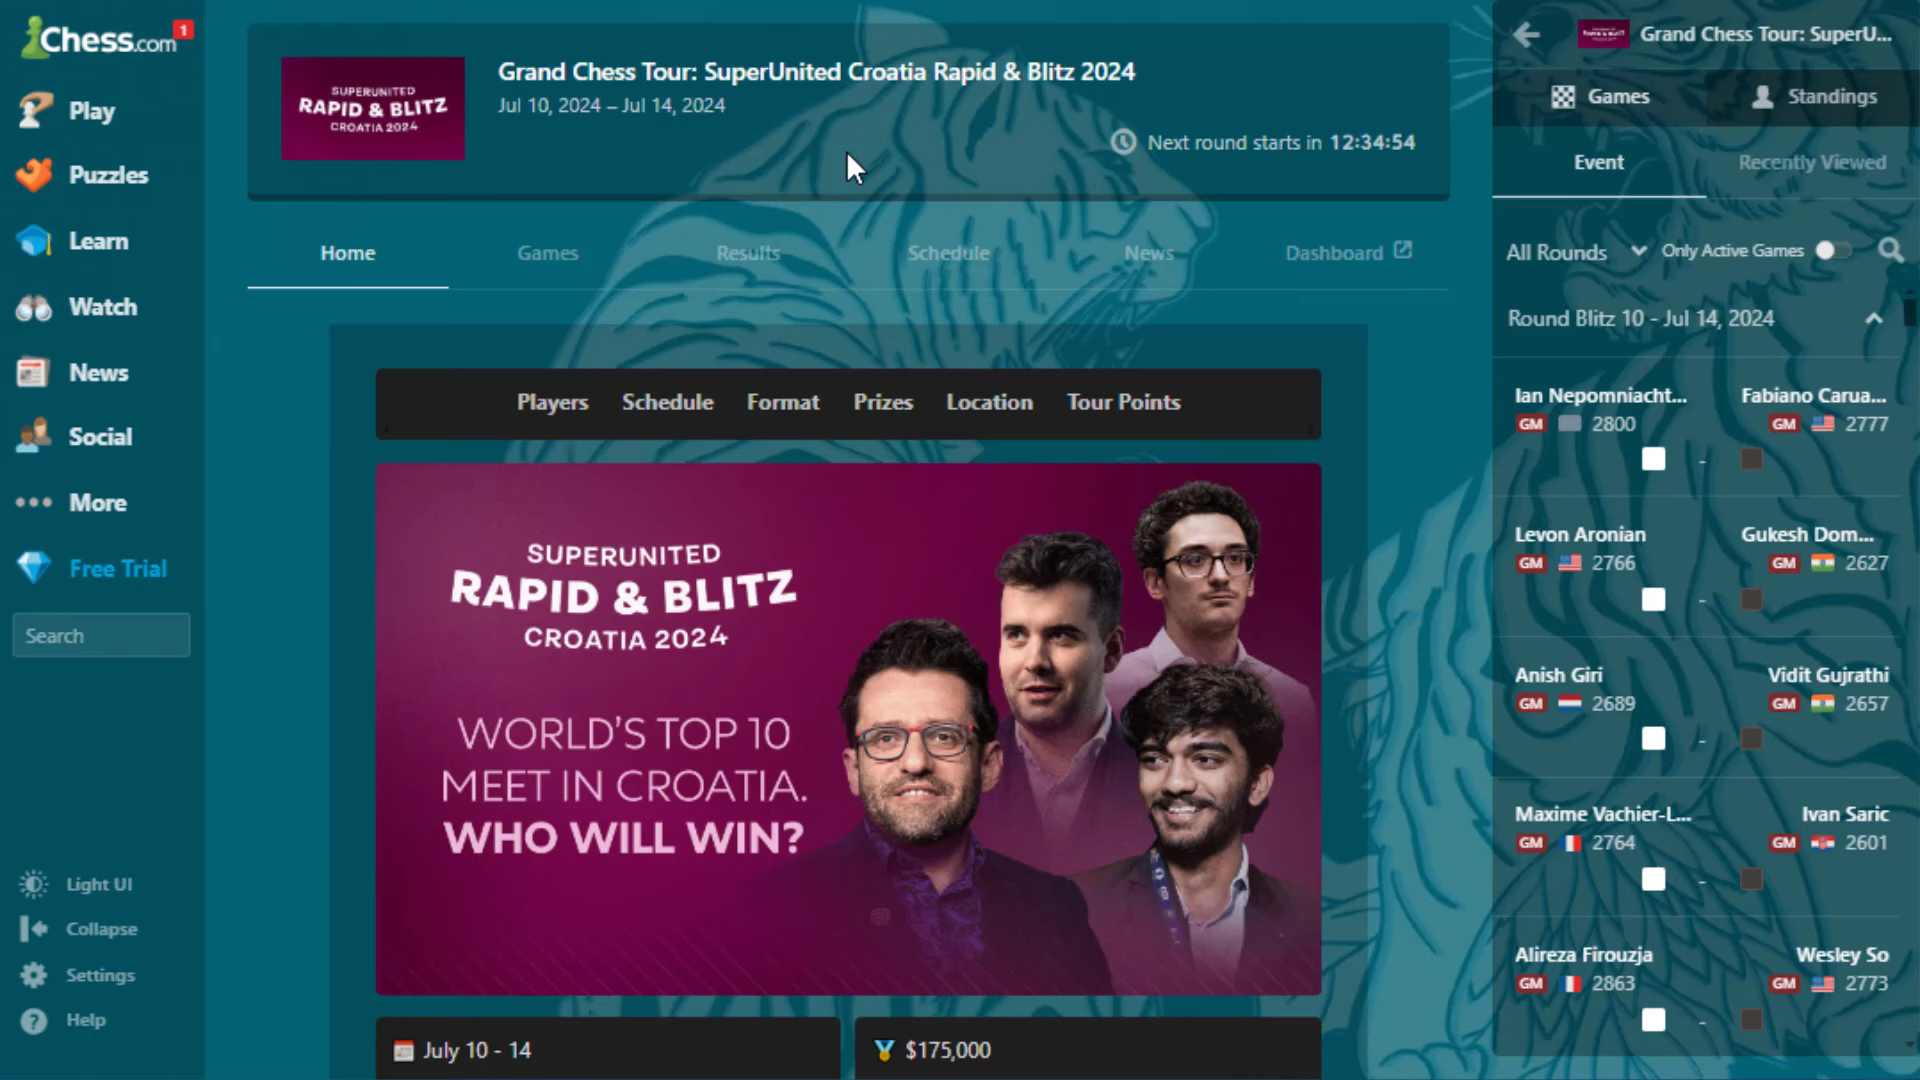 Chess.com
1
Play
Puzzles
Learn
Watch
News
Social
More
Free Trial
Search
Light UI
Collapse
Settings
Help
SUPERUNITED
RAPID & BLITZ
CROATIA 2024
Grand Chess Tour: SuperUnited Croatia Rapid & Blitz 2024
Jul 10, 2024 – Jul 14, 2024
Next round starts in 12:34:54
Home
Games
Results
Schedule
News
Dashboard
Players
Schedule
Format
Prizes
Location
Tour Points
SUPERUNITED
RAPID & BLITZ
CROATIA 2024
WORLD'S TOP 10
MEET IN CROATIA.
WHO WILL WIN?
July 10 - 14
$175,000
Grand Chess Tour: SuperU...
Games
Standings
Event
Recently Viewed
All Rounds
Only Active Games
Round Blitz 10 - Jul 14, 2024
Ian Nepomniacht... Fabiano Carua...
GM 2800 GM 2777
-
Levon Aronian Gukesh Dom...
GM 2766 GM 2627
-
Anish Giri Vidit Gujrathi
GM 2689 GM 2657
-
Maxime Vachier-L... Ivan Saric
GM 2764 GM 2601
-
Alireza Firouzja Wesley So
GM 2863 GM 2773
-